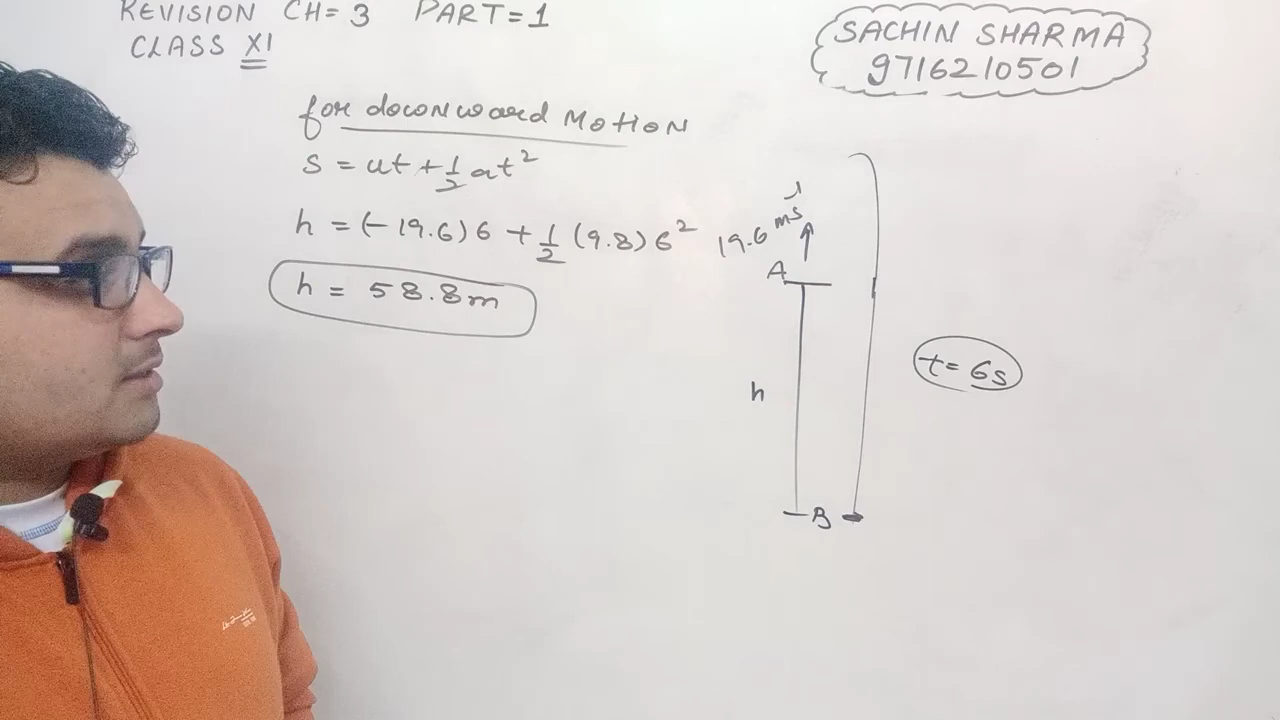 REVISION CH= 3 PART=1
CLASS XI
SACHIN SHARMA
9716210501
for downward MOTION
S = ut + 1/2 at²
h = (-19.6)6 + 1/2 (9.8)6²
h = 58.8m
19.6 ms⁻¹
A
h
t= 6s
B